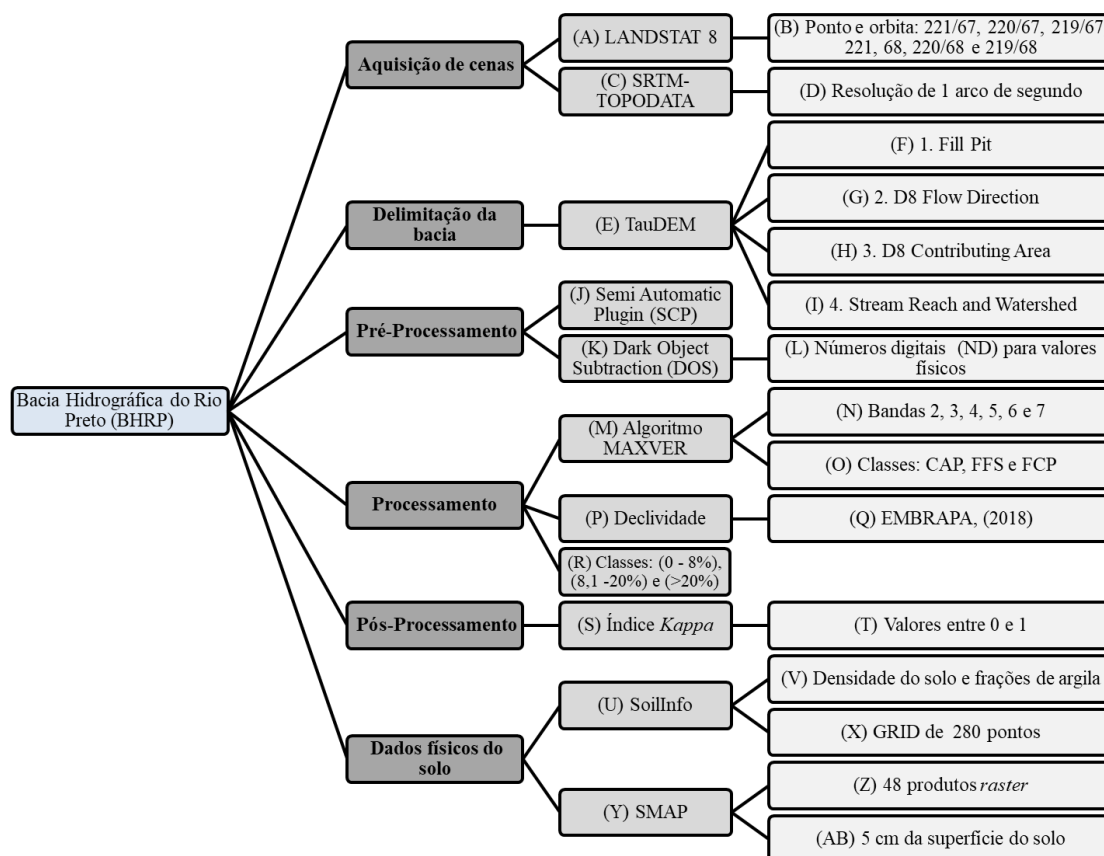 Bacia Hidrográfica do Rio
Preto (BHRP)
Aquisição de cenas
(A) LANDSTAT 8
(B) Ponto e orbita: 221/67, 220/67, 219/67
221, 68, 220/68 e 219/68
(C) SRTM-
TOPODATA
(D) Resolução de 1 arco de segundo
Delimitação da
bacia
(E) TauDEM
(F) 1. Fill Pit
(G) 2. D8 Flow Direction
(H) 3. D8 Contributing Area
(I) 4. Stream Reach and Watershed
Pré-Processamento
(J) Semi Automatic
Plugin (SCP)
(K) Dark Object
Subtraction (DOS)
(L) Números digitais (ND) para valores
físicos
Processamento
(M) Algoritmo
MAXVER
(N) Bandas 2, 3, 4, 5, 6 e 7
(O) Classes: CAP, FFS e FCP
(P) Declividade
(Q) EMBRAPA, (2018)
(R) Classes: (0 - 8%),
(8,1 -20%) e (>20%)
Pós-Processamento
(S) Índice Kappa
(T) Valores entre 0 e 1
Dados físicos do
solo
(U) SoilInfo
(V) Densidade do solo e frações de argila
(X) GRID de 280 pontos
(Y) SMAP
(Z) 48 produtos raster
(AB) 5 cm da superfície do solo